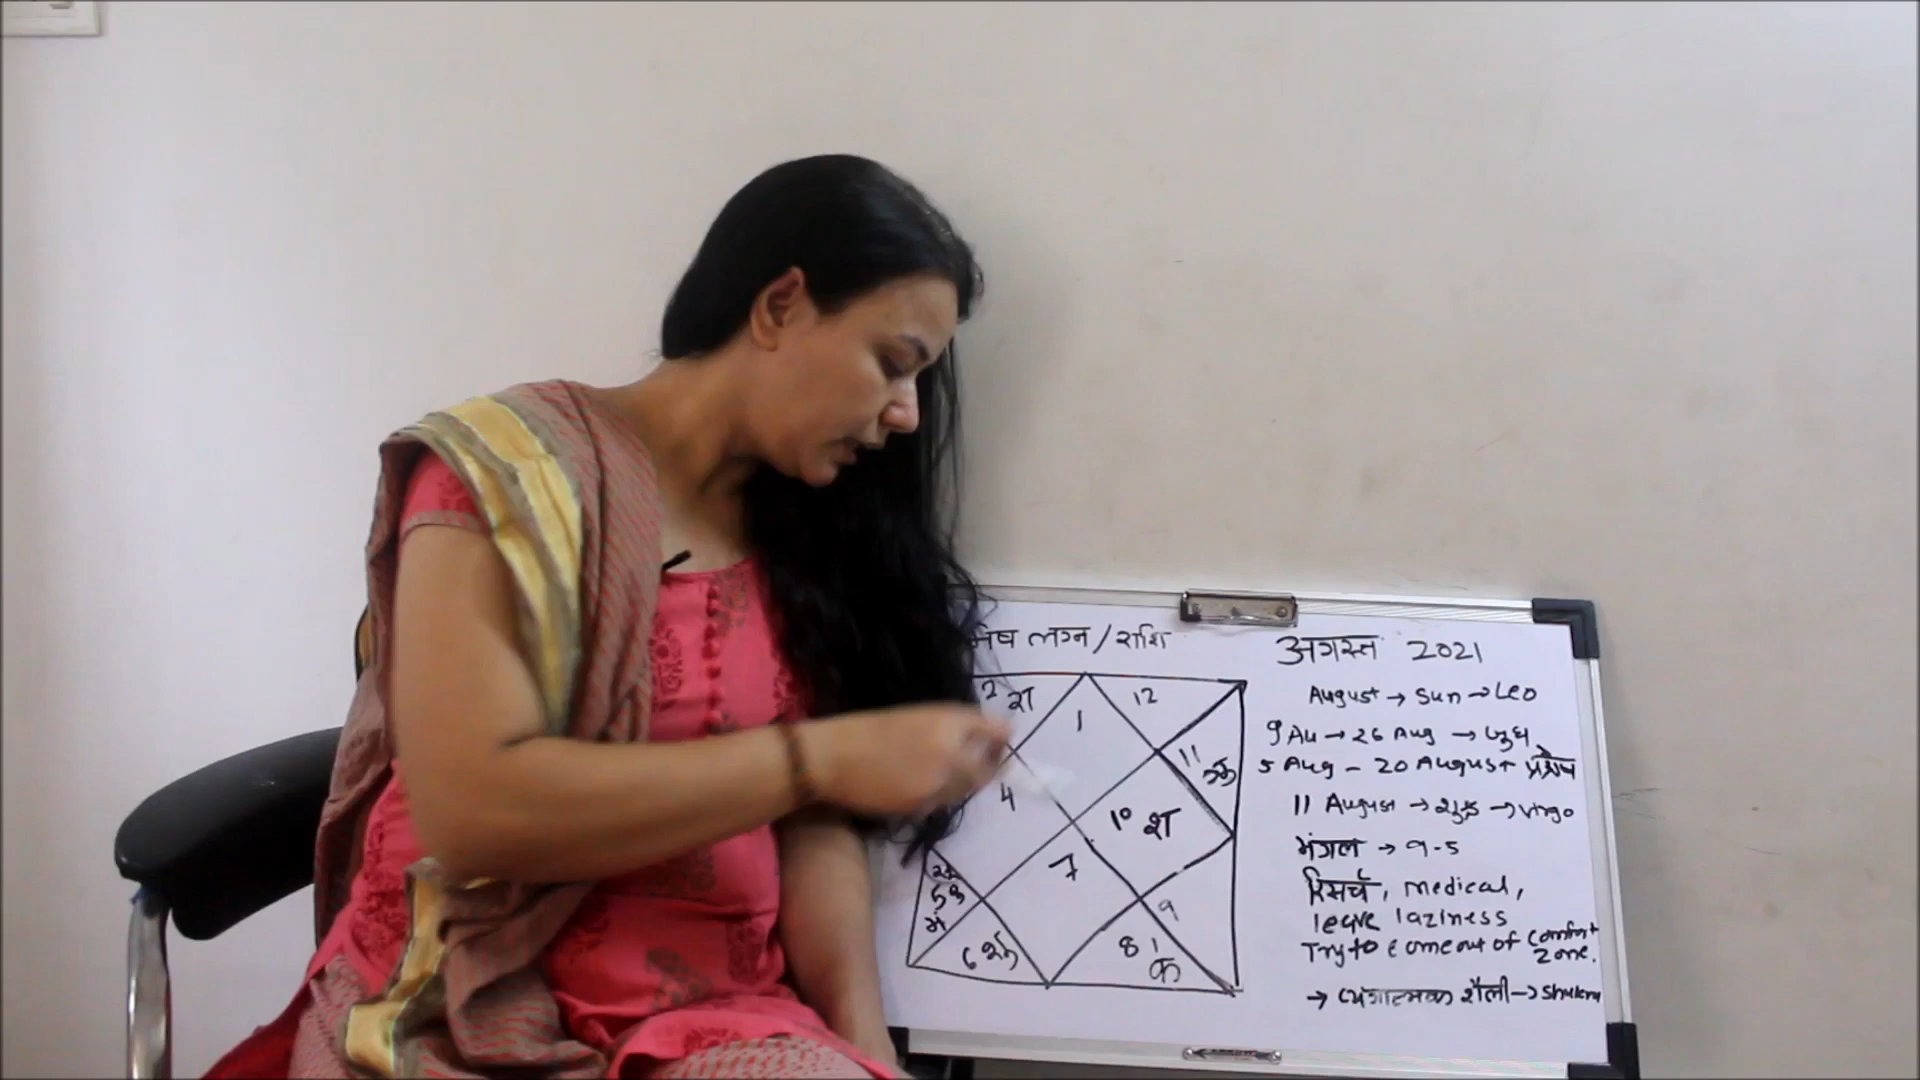 मेष लग्न / राशि
अगस्त 2021
2 रा
12
1
11
4
10 श
7
5
मं
6 शु
9
8
के
August → Sun → Leo
9 Au → 26 Aug → बुध
5 Aug - 20 August
11 August → शुक्र → Virgo
मंगल → 9-5
रिसर्च, medical,
leave laziness
Try to come out of comfort
zone.
→ व्यंगात्मक शैली → Shukra